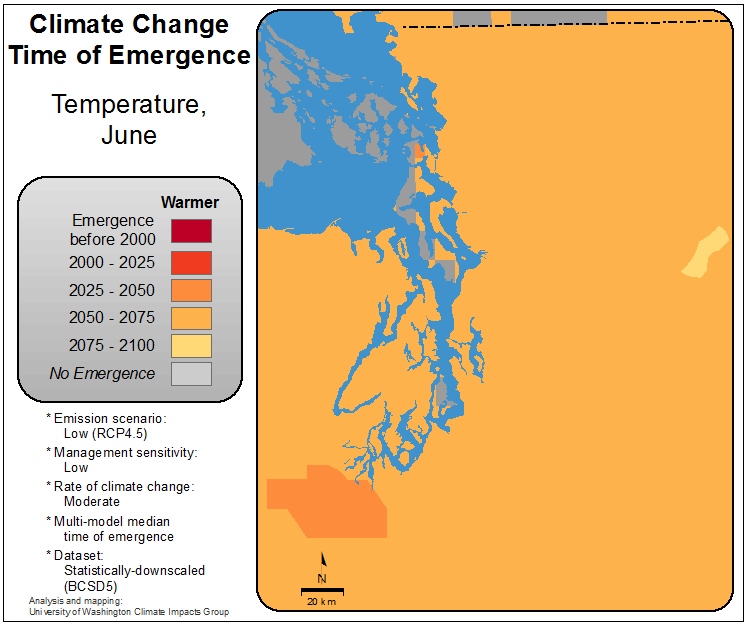 Climate Change
Time of Emergence
Temperature,
June
Warmer
Emergence
before 2000
2000 - 2025
2025 - 2050
2050 - 2075
2075 - 2100
No Emergence
* Emission scenario:
Low (RCP4.5)
* Management sensitivity:
Low
* Rate of climate change:
Moderate
* Multi-model median
time of emergence
* Dataset:
Statistically-downscaled
(BCSD5)
Analysis and mapping:
University of Washington Climate Impacts Group
N
20 km